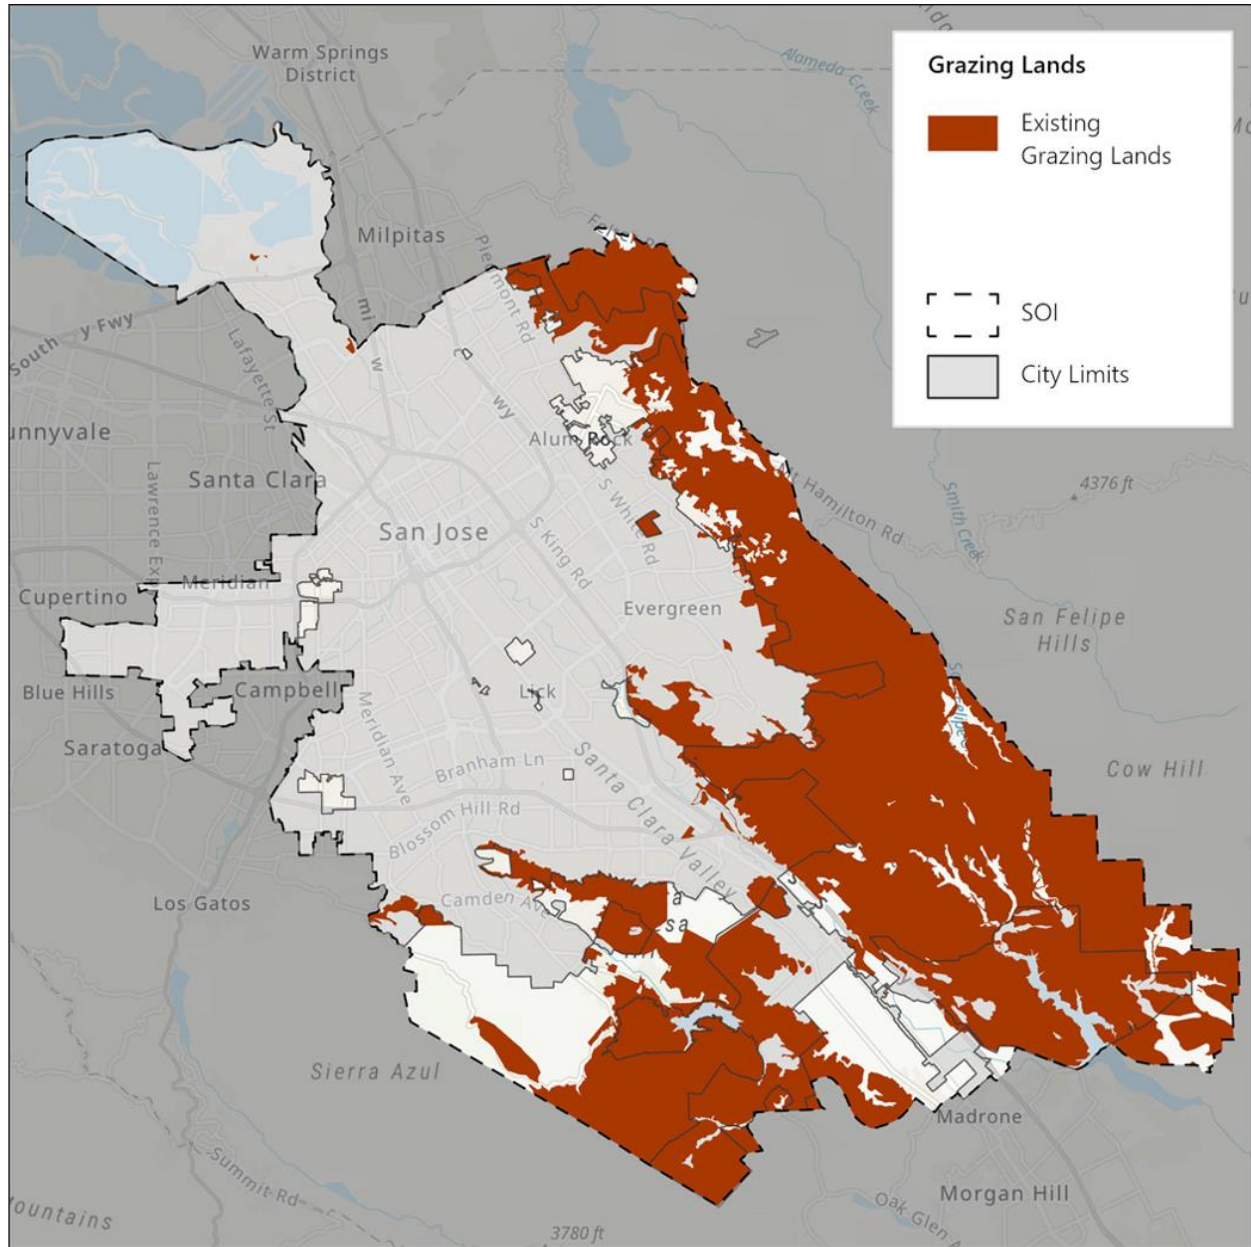 Warm Springs
District
Alameda Creek
Grazing Lands
Existing
Grazing Lands
SOI
City Limits
Milpitas
Piedmont Rd
South
y Fwy
mi
w
wy
Lafayette St
unnyvale
Lawrence Exp
Santa Clara
Alum Rock
San Jose
S White Rd
S King Rd
Mt Hamilton Rd
Smith Creek
4376 ft
Cupertino
Meridian
Evergreen
San Felipe
Hills
Blue Hills
Campbell
Lick
Saratoga
Meridian Ave
Branham Ln
Santa Clara Valley
Cow Hill
Blossom Hill Rd
Los Gatos
Camden Ave
Sierra Azul
Madrone
Summit Rd
Morgan Hill
ountains
3780 ft
Oak Glen A